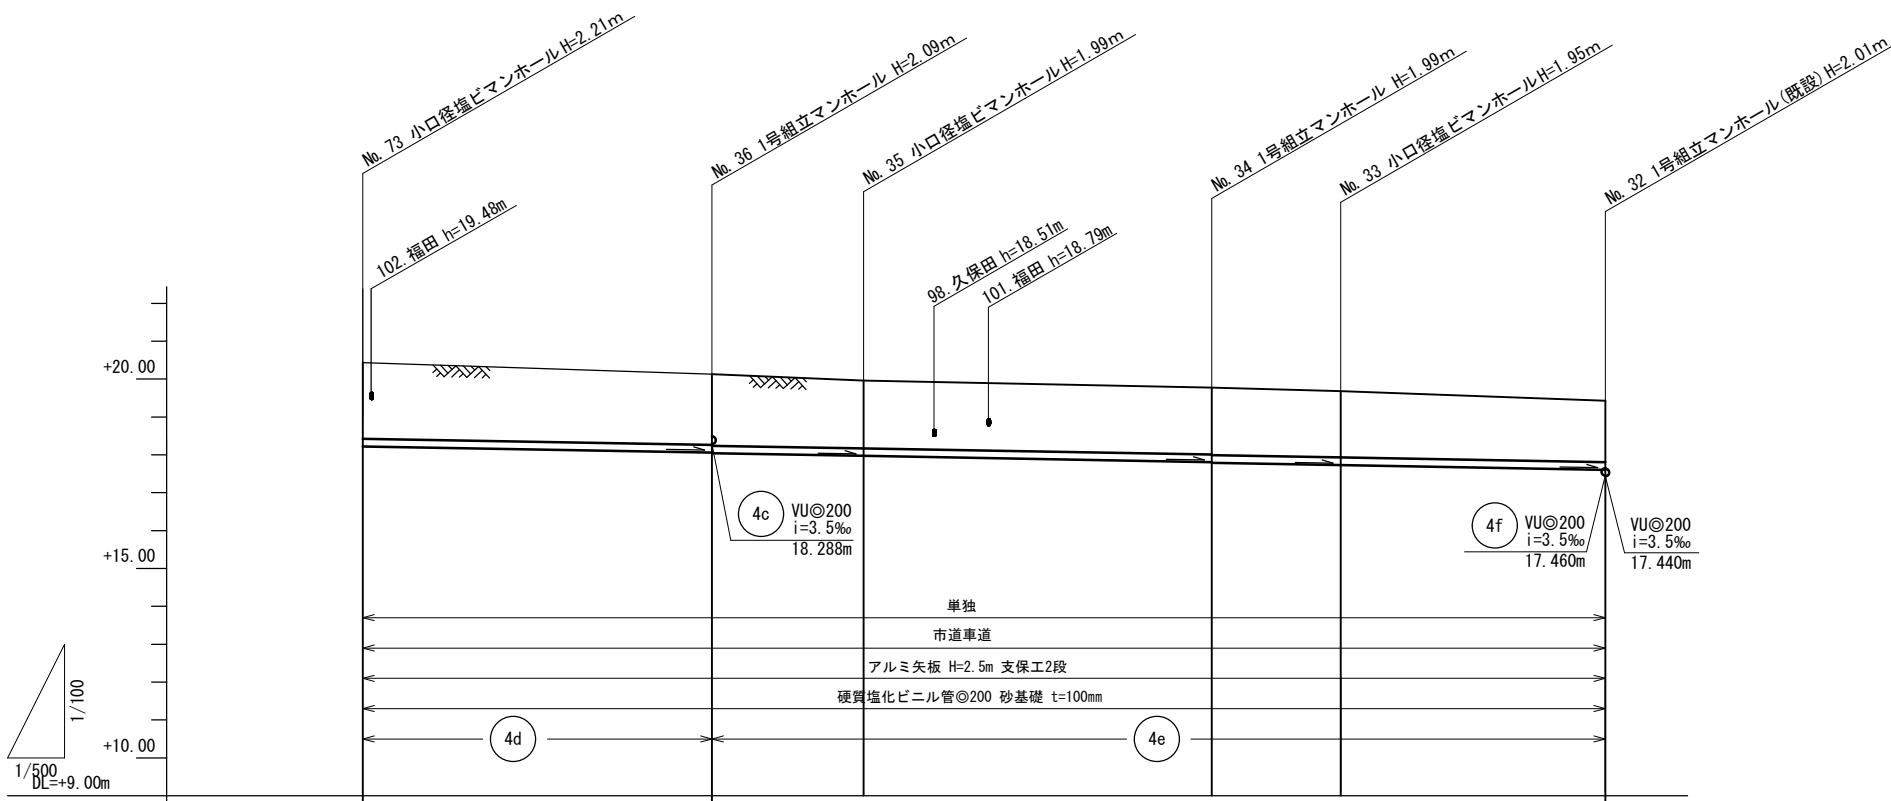 №. 73 小口径塩ビマンホール H=2.21m
№. 36 1号組立マンホール H=2.09m
№. 35 小口径塩ビマンホール H=1.99m
№. 34 1号組立マンホール H=1.99m
№. 33 小口径塩ビマンホール H=1.95m
№. 32 1号組立マンホール(既設) H=2.01m
102.福田 h=19.48m
98.久保田 h=18.51m
101.福田 h=18.79m
+20.00
4c
VU◎200
i=3.5‰
18.288m
4f
VU◎200
i=3.5‰
17.460m
VU◎200
i=3.5‰
17.440m
+15.00
単独
市道車道
アルミ矢板 H=2.5m 支保工2段
硬質塩化ビニル管◎200 砂基礎 t=100mm
4d
4e
1/100
+10.00
1/500
DL=+9.00m